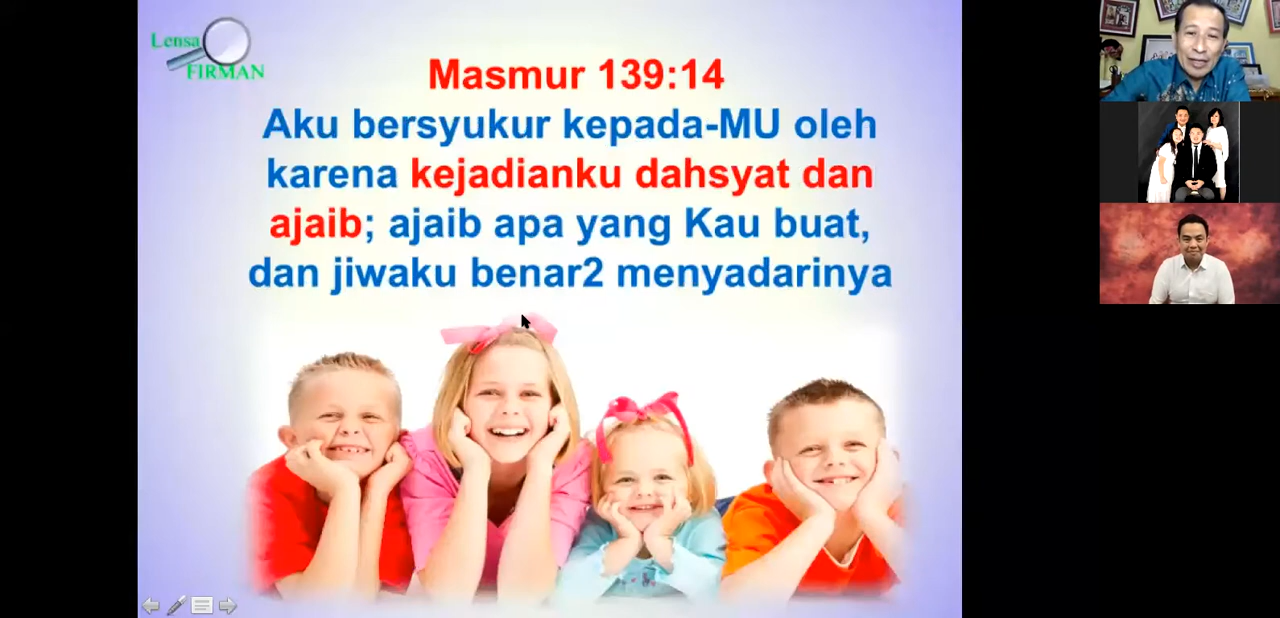 Lensa
FIRMAN
Masmur 139:14
Aku bersyukur kepada-MU oleh
karena kejadianku dahsyat dan
ajaib; ajaib apa yang Kau buat,
dan jiwaku benar2 menyadarinya